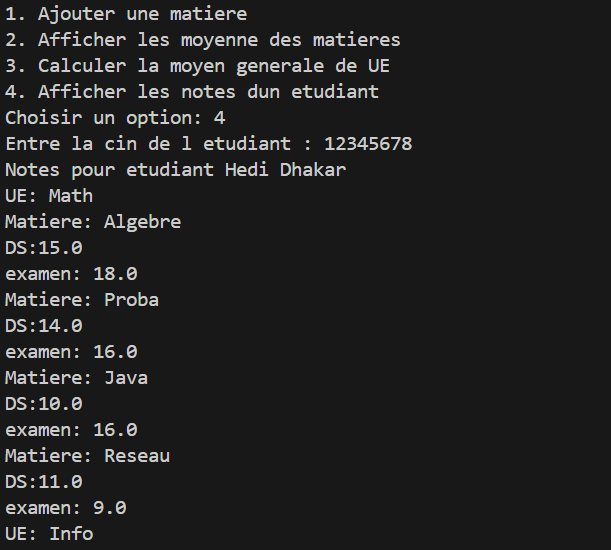 1. Ajouter une matiere
2. Afficher les moyenne des matieres
3. Calculer la moyen generale de UE
4. Afficher les notes dun etudiant
Choisir un option: 4
Entre la cin de l etudiant : 12345678
Notes pour etudiant Hedi Dhakar
UE: Math
Matiere: Algebre
DS:15.0
examen: 18.0
Matiere: Proba
DS:14.0
examen: 16.0
Matiere: Java
DS:10.0
examen: 16.0
Matiere: Reseau
DS:11.0
examen: 9.0
UE: Info